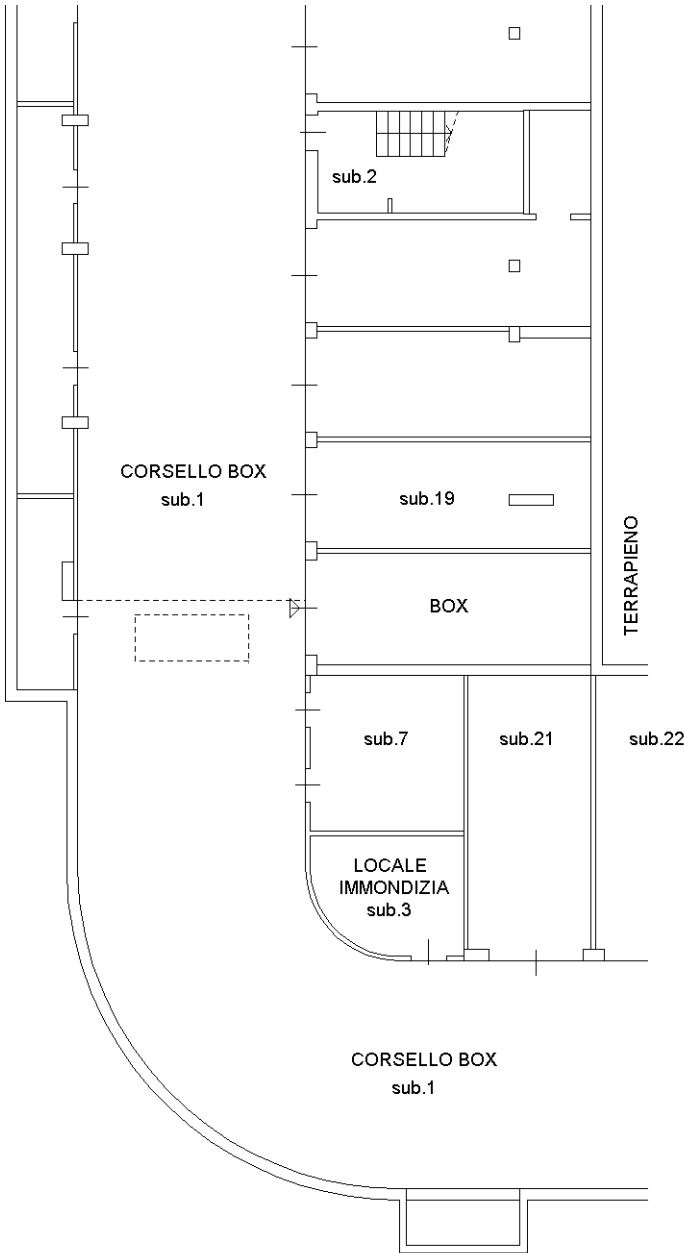 sub.2
CORSELLO BOX
sub.1
sub.19
BOX
TERRAPIENO
sub.7
sub.21
sub.22
LOCALE
IMMONDIZIA
sub.3
CORSELLO BOX
sub.1